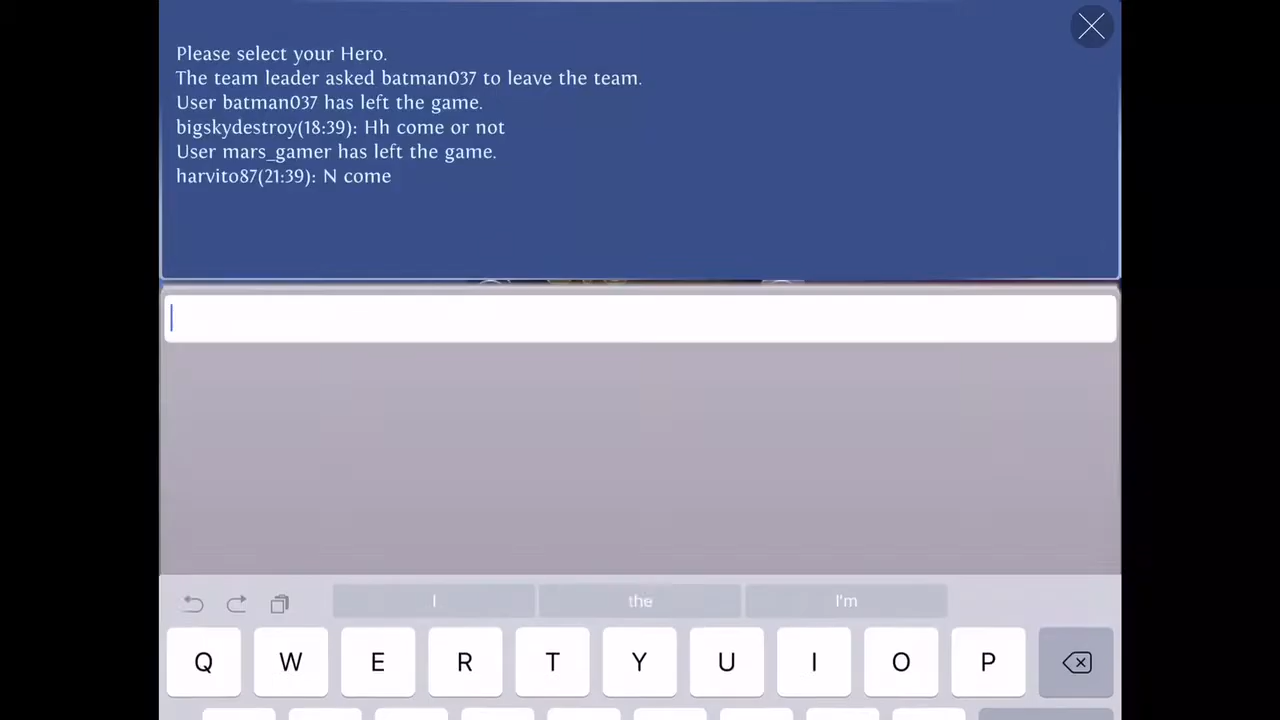 Please select your Hero.
The team leader asked batman037 to leave the team.
User batman037 has left the game.
bigskydestroy(18:39): Hh come or not
User mars_gamer has left the game.
harvito87(21:39): N come
I the I'm
Q W E R T Y U I O P